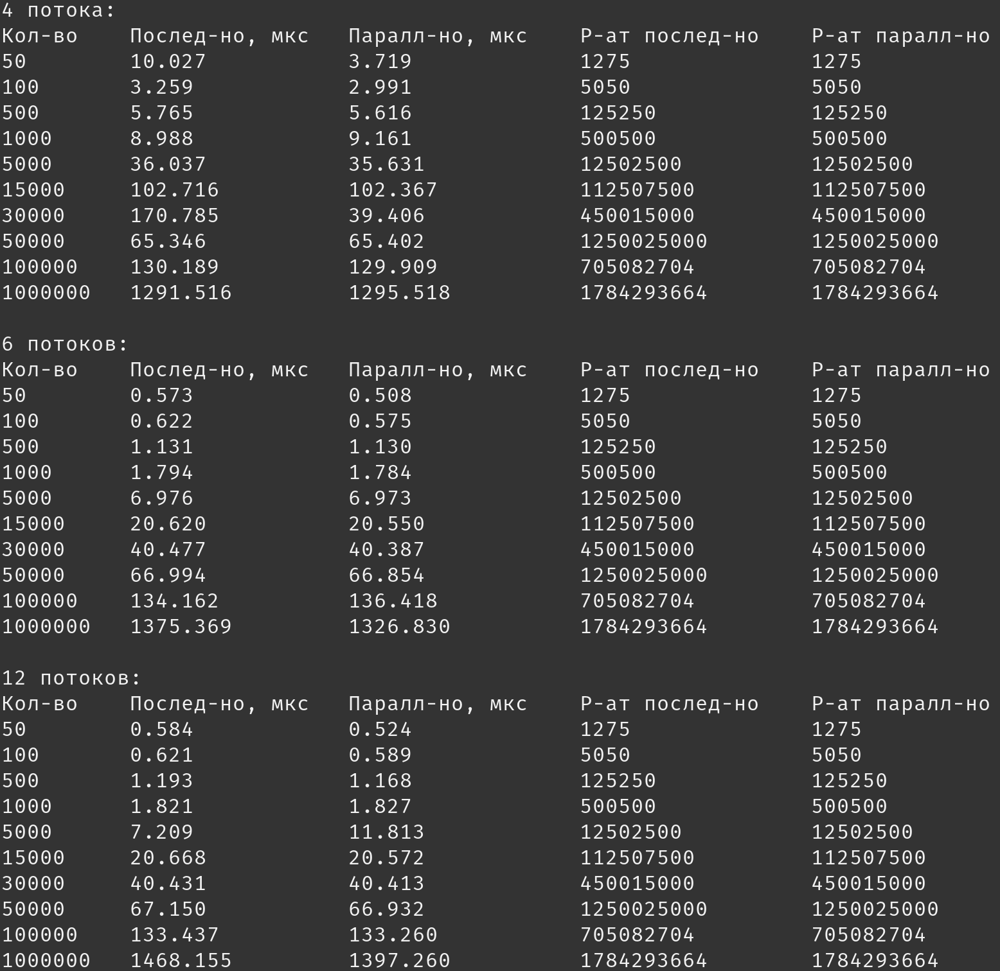 4 потока:
Кол-во Послед-но, мкс Паралл-но, мкс Р-ат послед-но Р-ат паралл-но
50 10.027 3.719 1275 1275
100 3.259 2.991 5050 5050
500 5.765 5.616 125250 125250
1000 8.988 9.161 500500 500500
5000 36.037 35.631 12502500 12502500
15000 102.716 102.367 112507500 112507500
30000 170.785 39.406 450015000 450015000
50000 65.346 65.402 1250025000 1250025000
100000 130.189 129.909 705082704 705082704
1000000 1291.516 1295.518 1784293664 1784293664
6 потоков:
Кол-во Послед-но, мкс Паралл-но, мкс Р-ат послед-но Р-ат паралл-но
50 0.573 0.508 1275 1275
100 0.622 0.575 5050 5050
500 1.131 1.130 125250 125250
1000 1.794 1.784 500500 500500
5000 6.976 6.973 12502500 12502500
15000 20.620 20.550 112507500 112507500
30000 40.477 40.387 450015000 450015000
50000 66.994 66.854 1250025000 1250025000
100000 134.162 136.418 705082704 705082704
1000000 1375.369 1326.830 1784293664 1784293664
12 потоков:
Кол-во Послед-но, мкс Паралл-но, мкс Р-ат послед-но Р-ат паралл-но
50 0.584 0.524 1275 1275
100 0.621 0.589 5050 5050
500 1.193 1.168 125250 125250
1000 1.821 1.827 500500 500500
5000 7.209 11.813 12502500 12502500
15000 20.668 20.572 112507500 112507500
30000 40.431 40.413 450015000 450015000
50000 67.150 66.932 1250025000 1250025000
100000 133.437 133.260 705082704 705082704
1000000 1468.155 1397.260 1784293664 1784293664